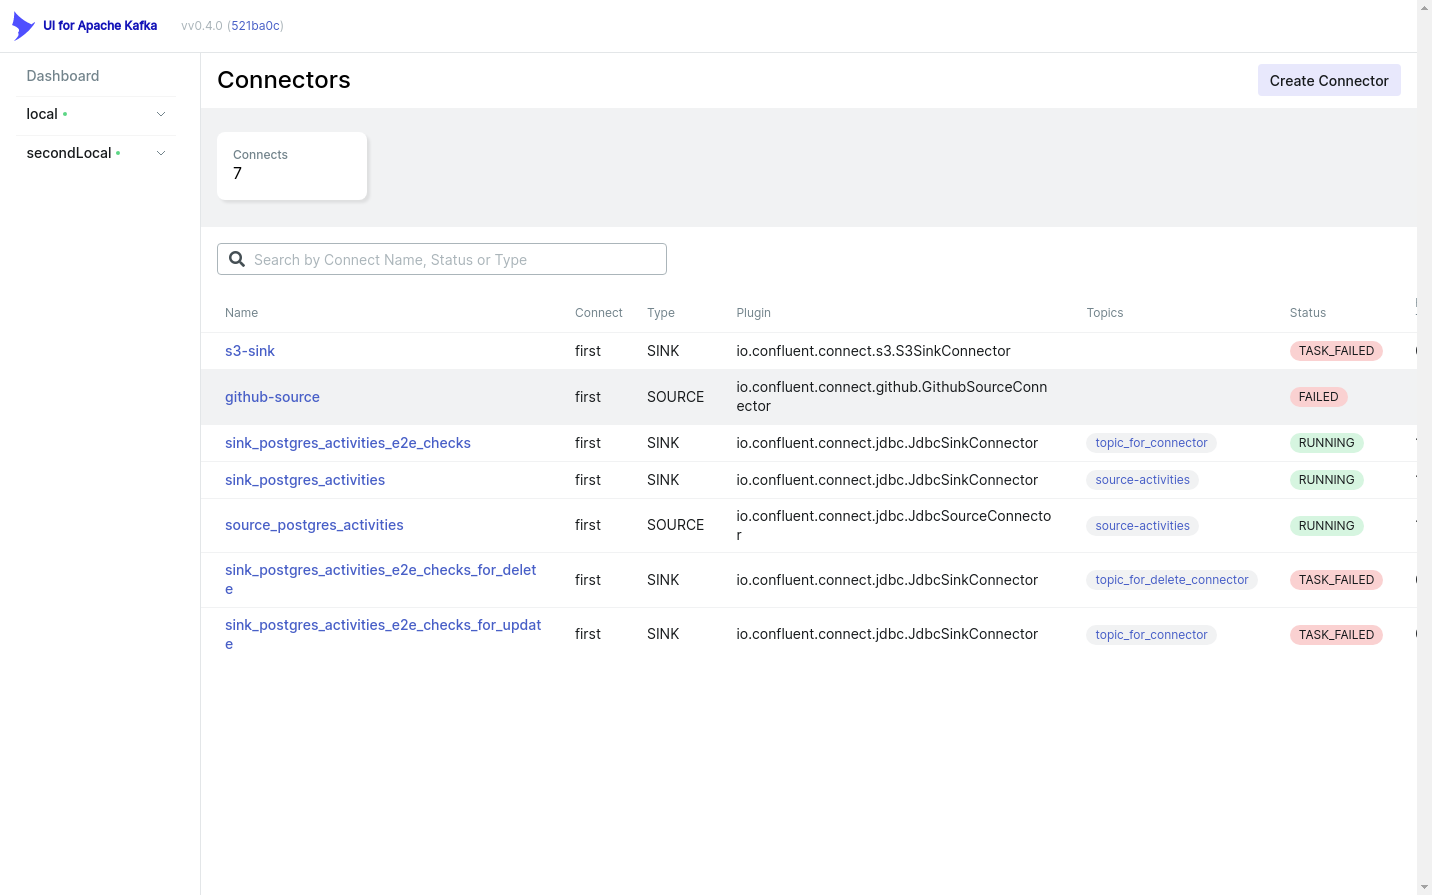 UI for Apache Kafka vv0.4.0 (521ba0c)
Dashboard
local
secondLocal
Connectors
Create Connector
Connects
7
Search by Connect Name, Status or Type
Name Connect Type Plugin Topics Status
s3-sink first SINK io.confluent.connect.s3.S3SinkConnector TASK_FAILED
github-source first SOURCE io.confluent.connect.github.GithubSourceConn
ector FAILED
sink_postgres_activities_e2e_checks first SINK io.confluent.connect.jdbc.JdbcSinkConnector topic_for_connector RUNNING
sink_postgres_activities first SINK io.confluent.connect.jdbc.JdbcSinkConnector source-activities RUNNING
source_postgres_activities first SOURCE io.confluent.connect.jdbc.JdbcSourceConnecto
r source-activities RUNNING
sink_postgres_activities_e2e_checks_for_delet
e first SINK io.confluent.connect.jdbc.JdbcSinkConnector topic_for_delete_connector TASK_FAILED
sink_postgres_activities_e2e_checks_for_updat
e first SINK io.confluent.connect.jdbc.JdbcSinkConnector topic_for_connector TASK_FAILED